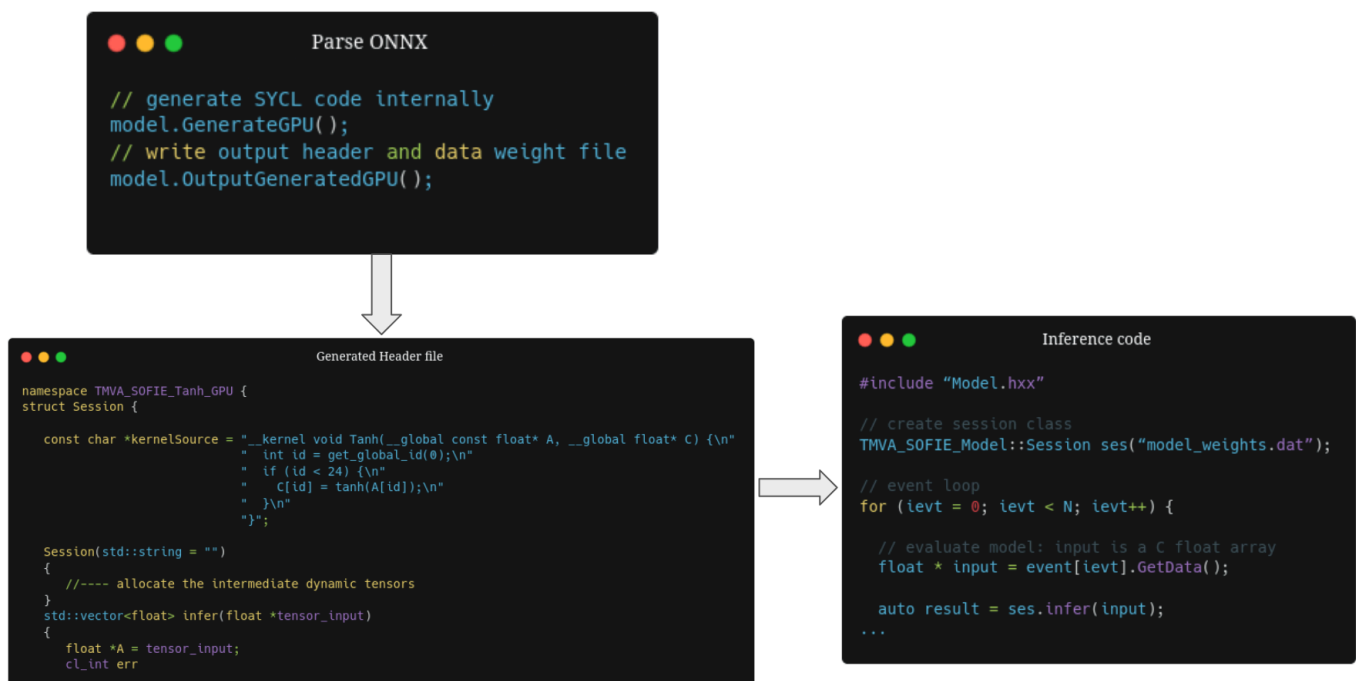 Parse ONNX
// generate SYCL code internally
model.GenerateGPU();
// write output header and data weight file
model.OutputGeneratedGPU();
Generated Header file
namespace TMVA_SOFIE_Tanh_GPU {
struct Session {
const char *kernelSource = "__kernel void Tanh(__global const float* A, __global float* C) {\n"
"  int id = get_global_id(0);\n"
"  if (id < 24) {\n"
"    C[id] = tanh(A[id]);\n"
"  }\n"
"}";
Session(std::string = "")
{
//---- allocate the intermediate dynamic tensors
}
std::vector<float> infer(float *tensor_input)
{
float *A = tensor_input;
cl_int err
Inference code
#include “Model.hxx”
// create session class
TMVA_SOFIE_Model::Session ses(“model_weights.dat”);
// event loop
for (ievt = 0; ievt < N; ievt++) {
// evaluate model: input is a C float array
float * input = event[ievt].GetData();
auto result = ses.infer(input);
...